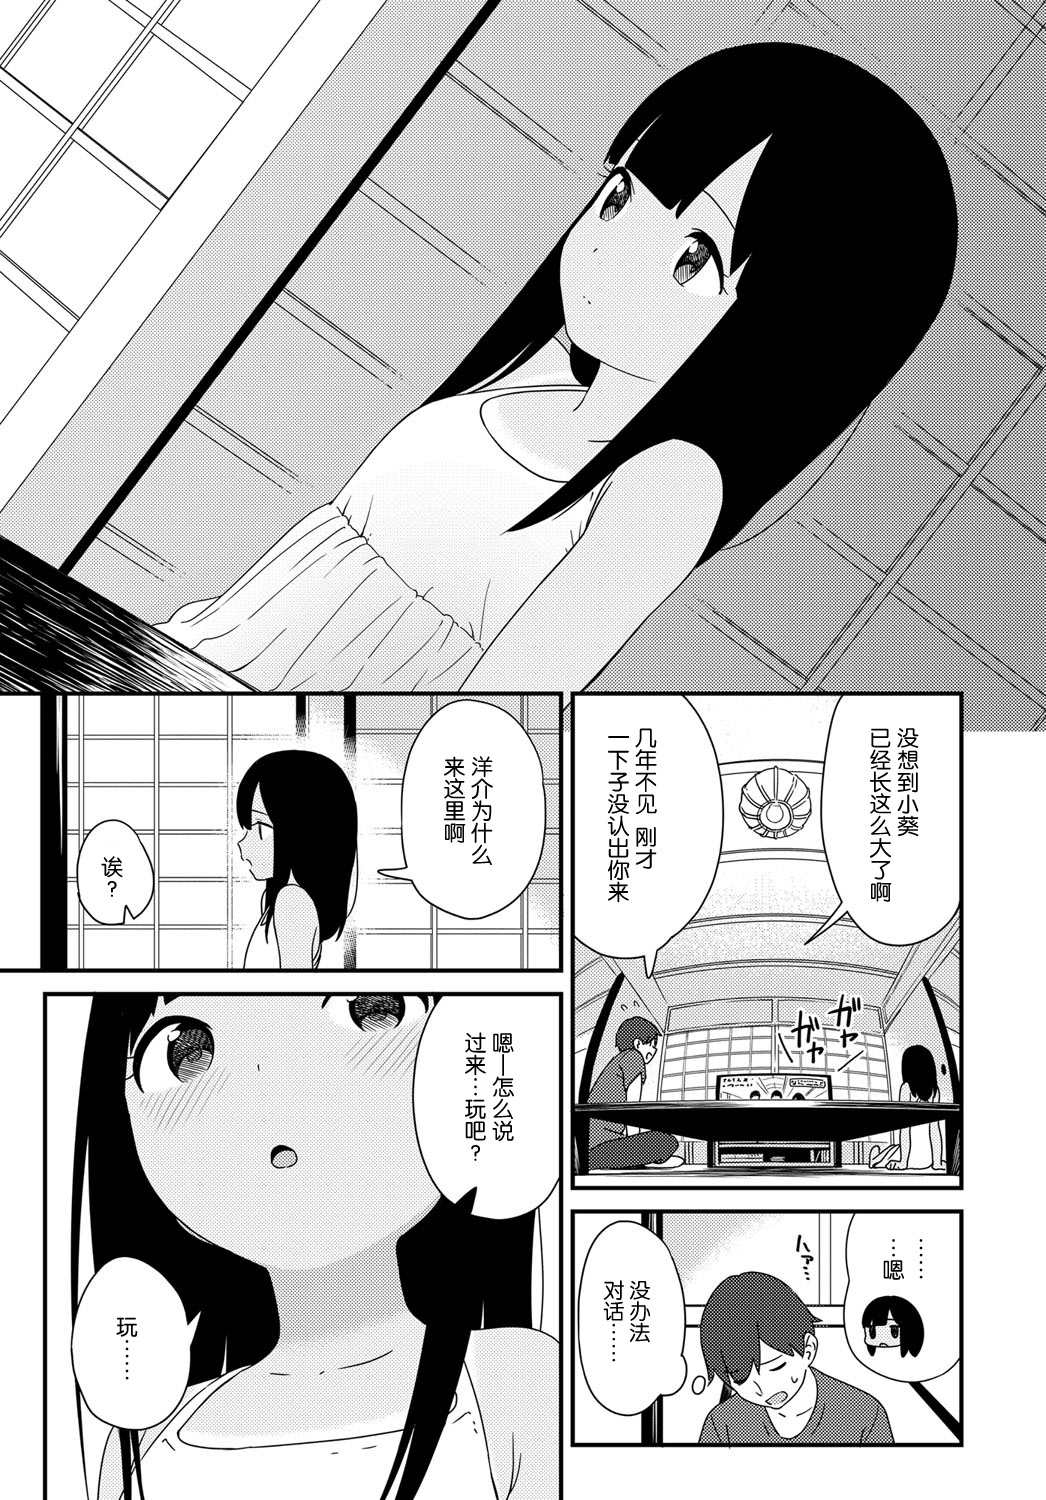 没想到小葵
已经长这么大了啊
几年不见 刚才
一下子没认出你来
ガヤ
ガヤ
……
…嗯
ハァ…
没办法
对话……
洋介为什么
来这里啊
诶？
嗯—怎么说
过来…玩吧？
玩……